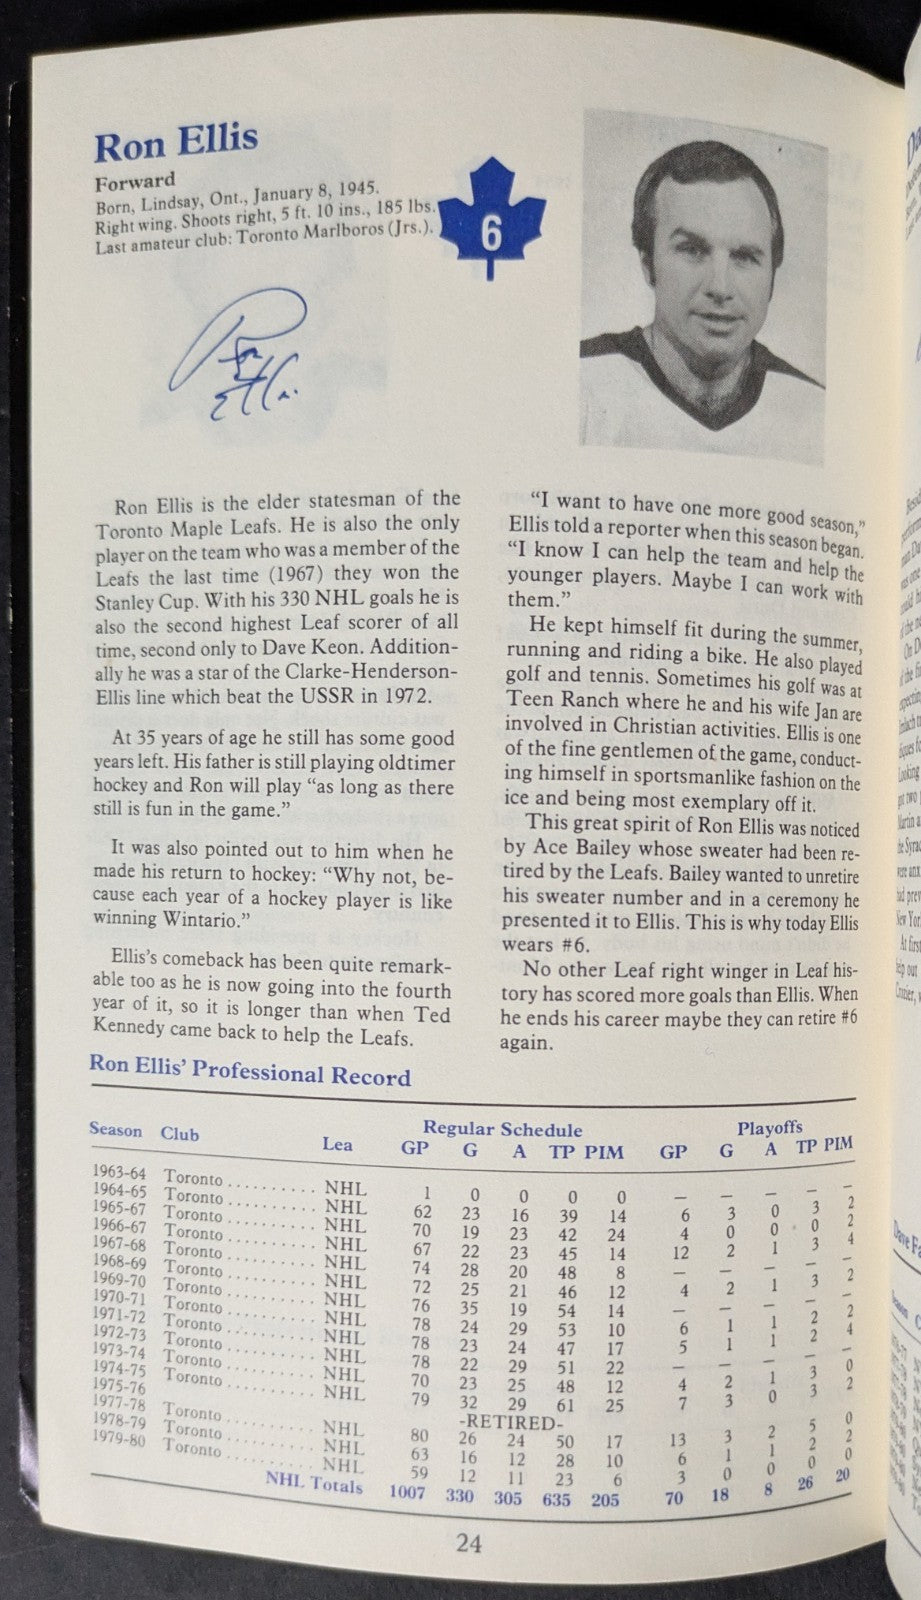 Ron Ellis
Forward
Born, Lindsay, Ont., January 8, 1945.
Right wing. Shoots right, 5 ft. 10 ins., 185 lbs.
Last amateur club: Toronto Marlboros (Jrs.).
6
Ron
Ellis
Ron Ellis is the elder statesman of the
Toronto Maple Leafs. He is also the only
player on the team who was a member of the
Leafs the last time (1967) they won the
Stanley Cup. With his 330 NHL goals he is
also the second highest Leaf scorer of all
time, second only to Dave Keon. Addition-
ally he was a star of the Clarke-Henderson-
Ellis line which beat the USSR in 1972.
At 35 years of age he still has some good
years left. His father is still playing oldtimer
hockey and Ron will play “as long as there
still is fun in the game.”
It was also pointed out to him when he
made his return to hockey: “Why not, be-
cause each year of a hockey player is like
winning Wintario.”
Ellis’s comeback has been quite remark-
able too as he is now going into the fourth
year of it, so it is longer than when Ted
Kennedy came back to help the Leafs.
“I want to have one more good season,”
Ellis told a reporter when this season began.
“I know I can help the team and help the
younger players. Maybe I can work with
them.”
He kept himself fit during the summer,
running and riding a bike. He also played
golf and tennis. Sometimes his golf was at
Teen Ranch where he and his wife Jan are
involved in Christian activities. Ellis is one
of the fine gentlemen of the game, conduct-
ing himself in sportsmanlike fashion on the
ice and being most exemplary off it.
This great spirit of Ron Ellis was noticed
by Ace Bailey whose sweater had been re-
tired by the Leafs. Bailey wanted to unretire
his sweater number and in a ceremony he
presented it to Ellis. This is why today Ellis
wears #6.
No other Leaf right winger in Leaf his-
tory has scored more goals than Ellis. When
he ends his career maybe they can retire #6
again.
Ron Ellis’ Professional Record
Regular Schedule Playoffs
Season Club Lea GP G A TP PIM GP G A TP PIM
1963-64 Toronto .......... NHL 1 0 0 0 0 — — — — —
1964-65 Toronto .......... NHL 62 23 16 39 14 6 3 0 3 2
1965-66 Toronto .......... NHL 70 19 23 42 24 4 0 0 0 2
1966-67 Toronto .......... NHL 67 22 23 45 14 12 2 1 3 4
1967-68 Toronto .......... NHL 74 28 20 48 8 — — — — —
1968-69 Toronto .......... NHL 72 25 21 46 12 4 2 1 3 2
1969-70 Toronto .......... NHL 76 35 19 54 14 — — — — —
1970-71 Toronto .......... NHL 78 24 29 53 10 6 1 1 2 2
1971-72 Toronto .......... NHL 78 23 24 47 17 5 1 1 2 4
1972-73 Toronto .......... NHL 78 22 29 51 22 — — — — —
1973-74 Toronto .......... NHL 70 23 25 48 12 4 2 1 3 0
1974-75 Toronto .......... NHL 79 32 29 61 25 7 3 0 3 2
1975-76 -RETIRED-
1977-78 Toronto .......... NHL 80 26 24 50 17 13 3 2 5 0
1978-79 Toronto .......... NHL 63 16 12 28 10 6 1 1 2 2
1979-80 Toronto .......... NHL 59 12 11 23 6 3 0 0 0 0
NHL Totals 1007 330 305 635 205 70 18 8 26 20
24